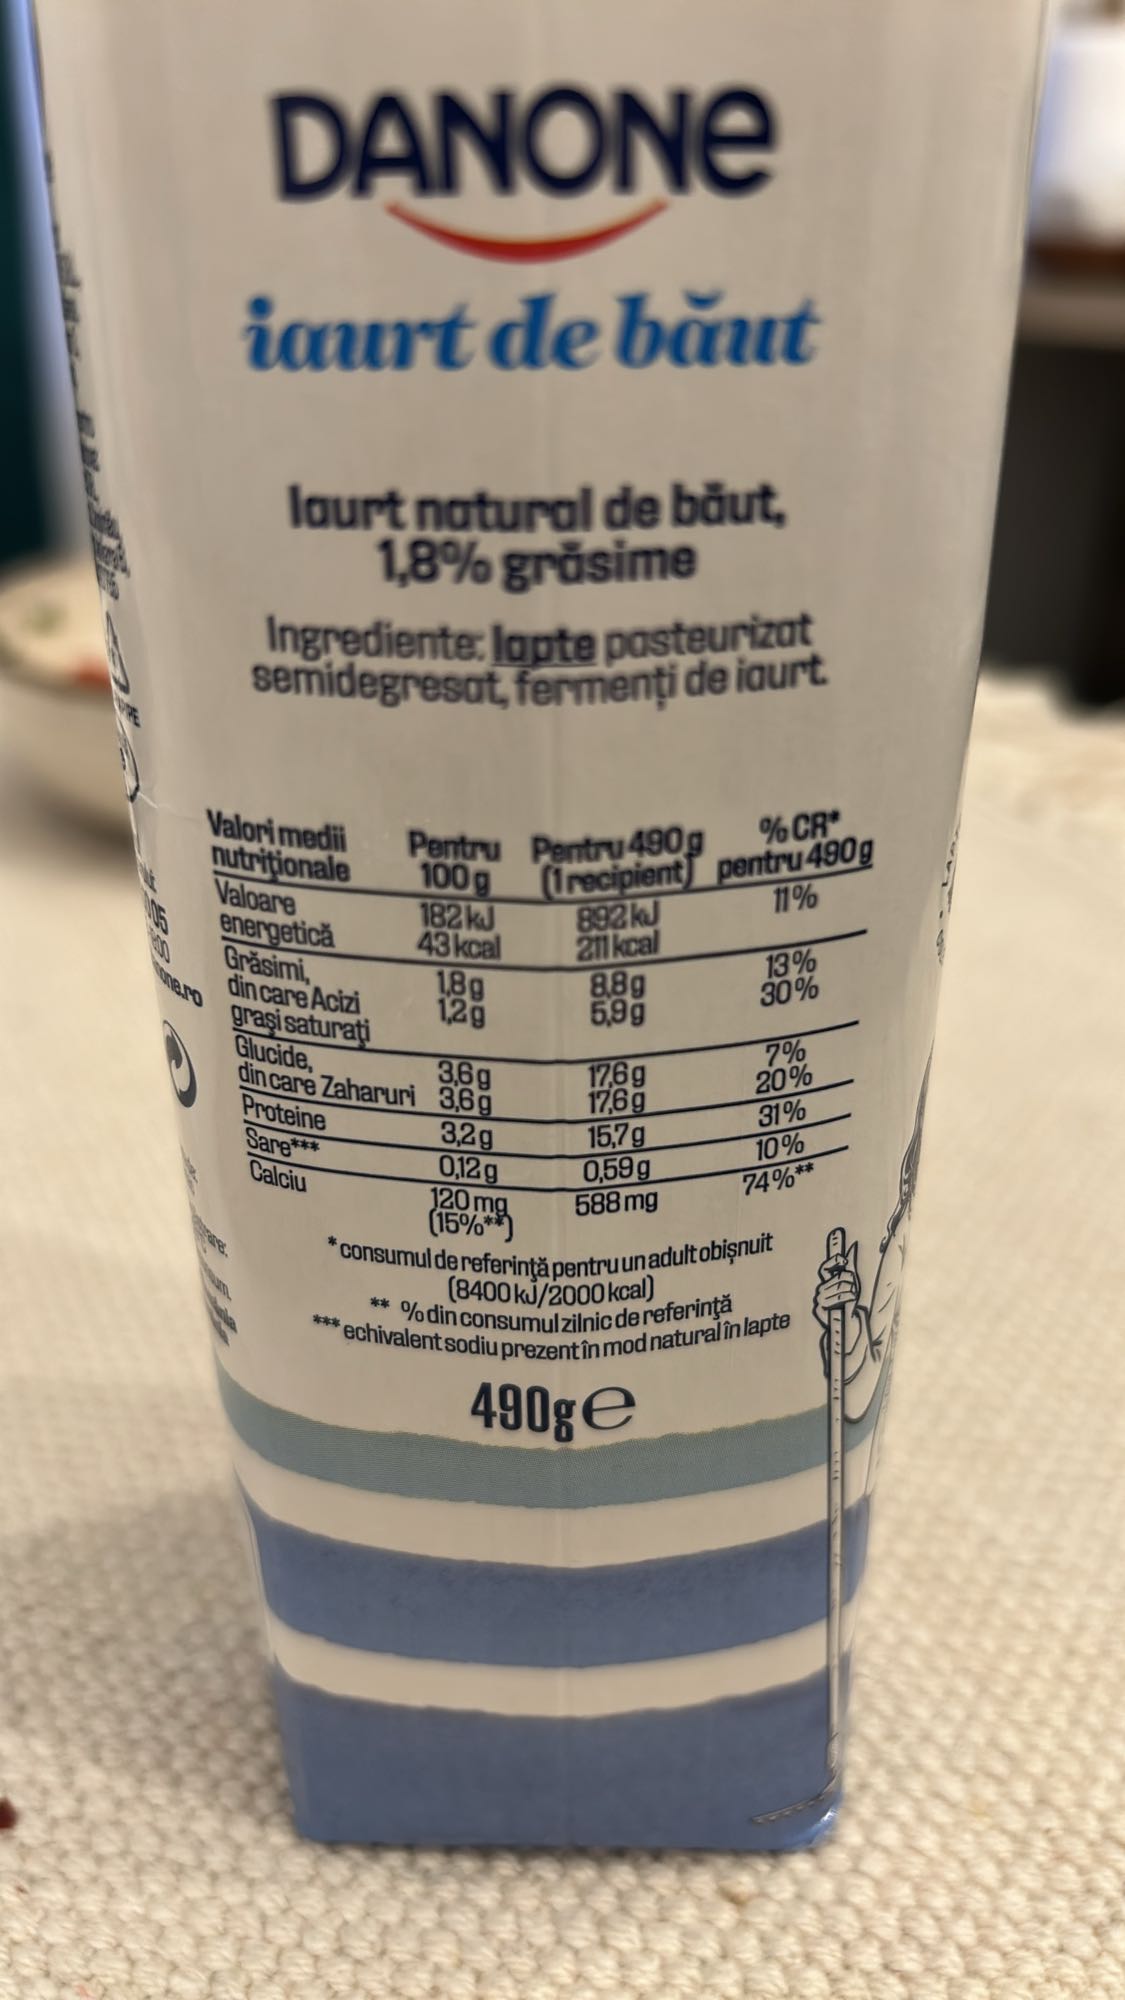 DANONE
iaurt de băut
Iaurt natural de băut,
1,8% grăsime
Ingrediente: lapte pasteurizat
semidegresat, fermenți de iaurt.
Valori medii nutriționale Pentru 100 g Pentru 490 g (1 recipient) % CR* pentru 490 g
Valoare energetică 182 kJ 892 kJ 11%
43 kcal 211 kcal
Grăsimi, 1,8 g 8,8 g 13%
din care Acizi grași saturați 1,2 g 5,9 g 30%
Glucide, 3,6 g 17,6 g 7%
din care Zaharuri 3,6 g 17,6 g 20%
Proteine 3,2 g 15,7 g 31%
Sare*** 0,12 g 0,59 g 10%
Calciu 120 mg 588 mg 74%**
(15%**)
* consumul de referință pentru un adult obișnuit
(8400 kJ/2000 kcal)
** % din consumul zilnic de referință
*** echivalent sodiu prezent în mod natural în lapte
490g e